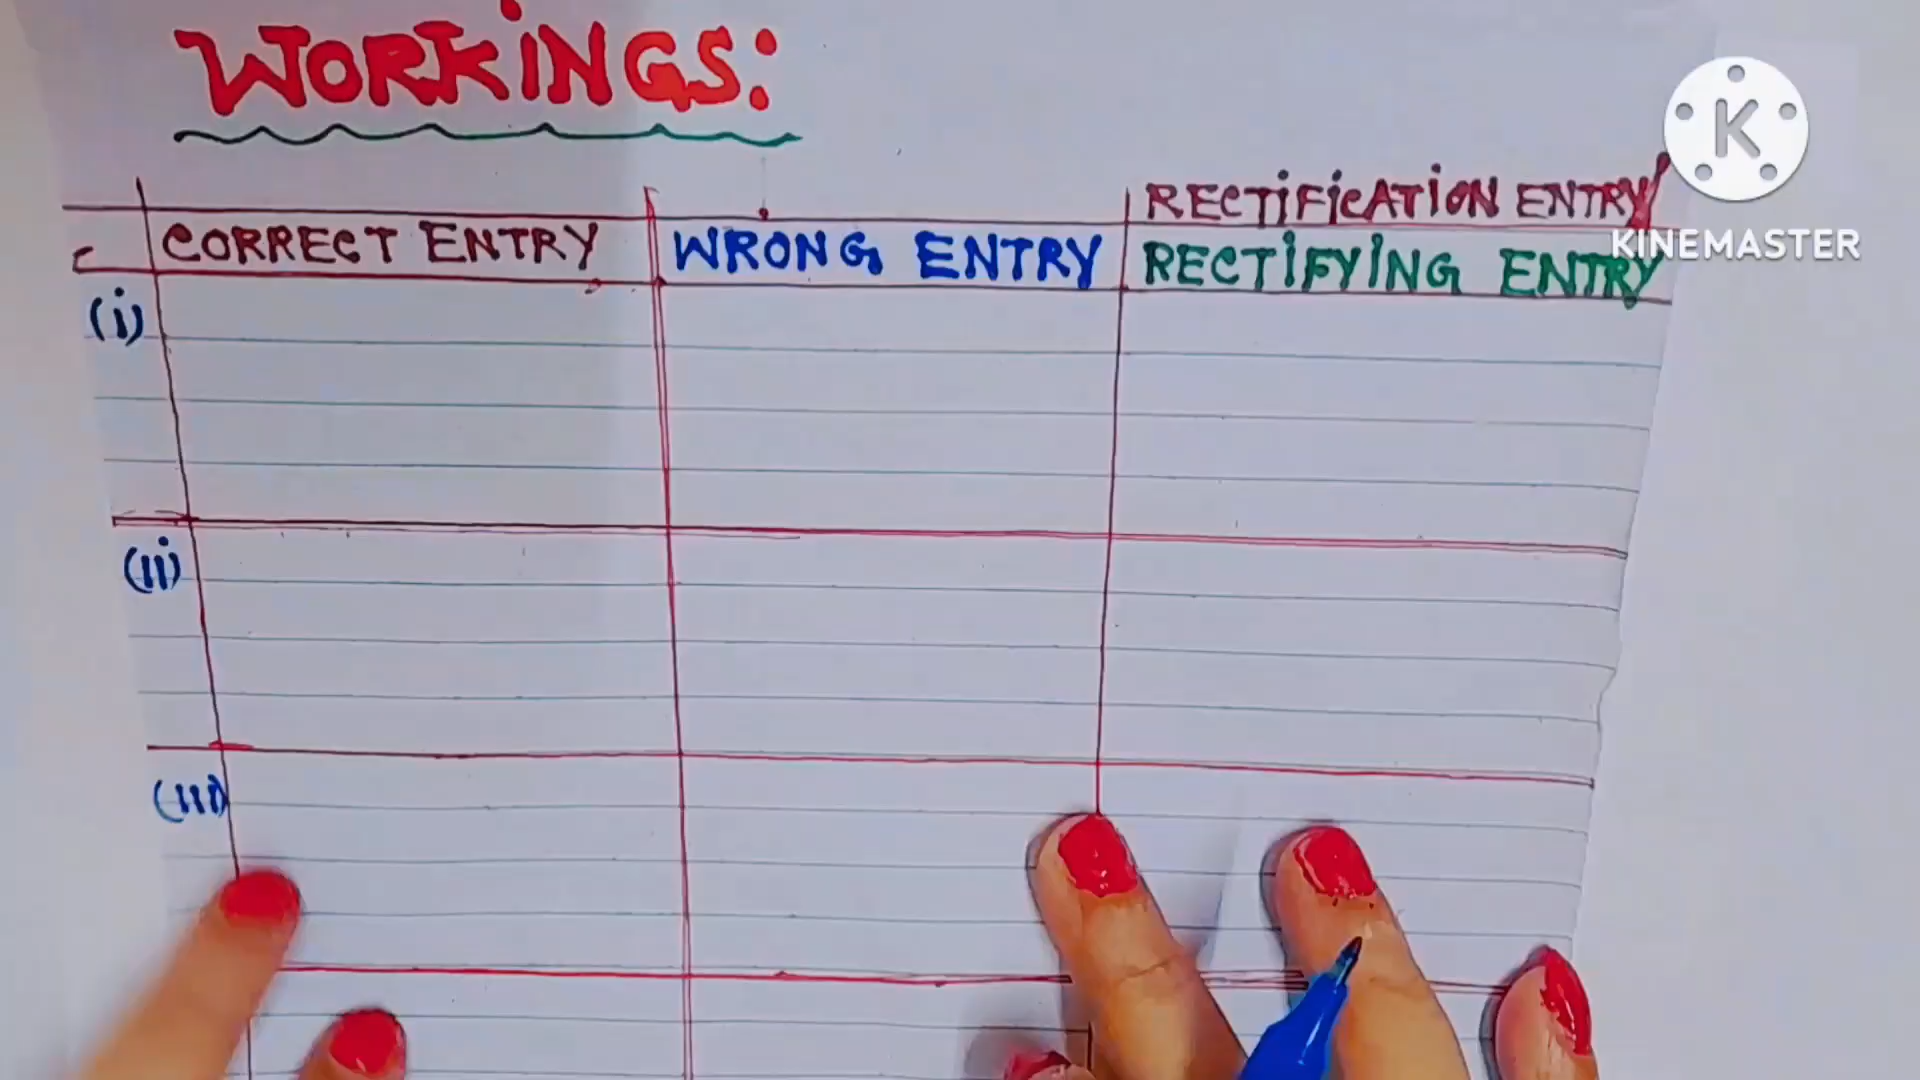 WORKINGS:
RECTIFICATION ENTRY/
CORRECT ENTRY WRONG ENTRY RECTIFYING ENTRY
(i)
(ii)
(iii)
K
KINEMASTER